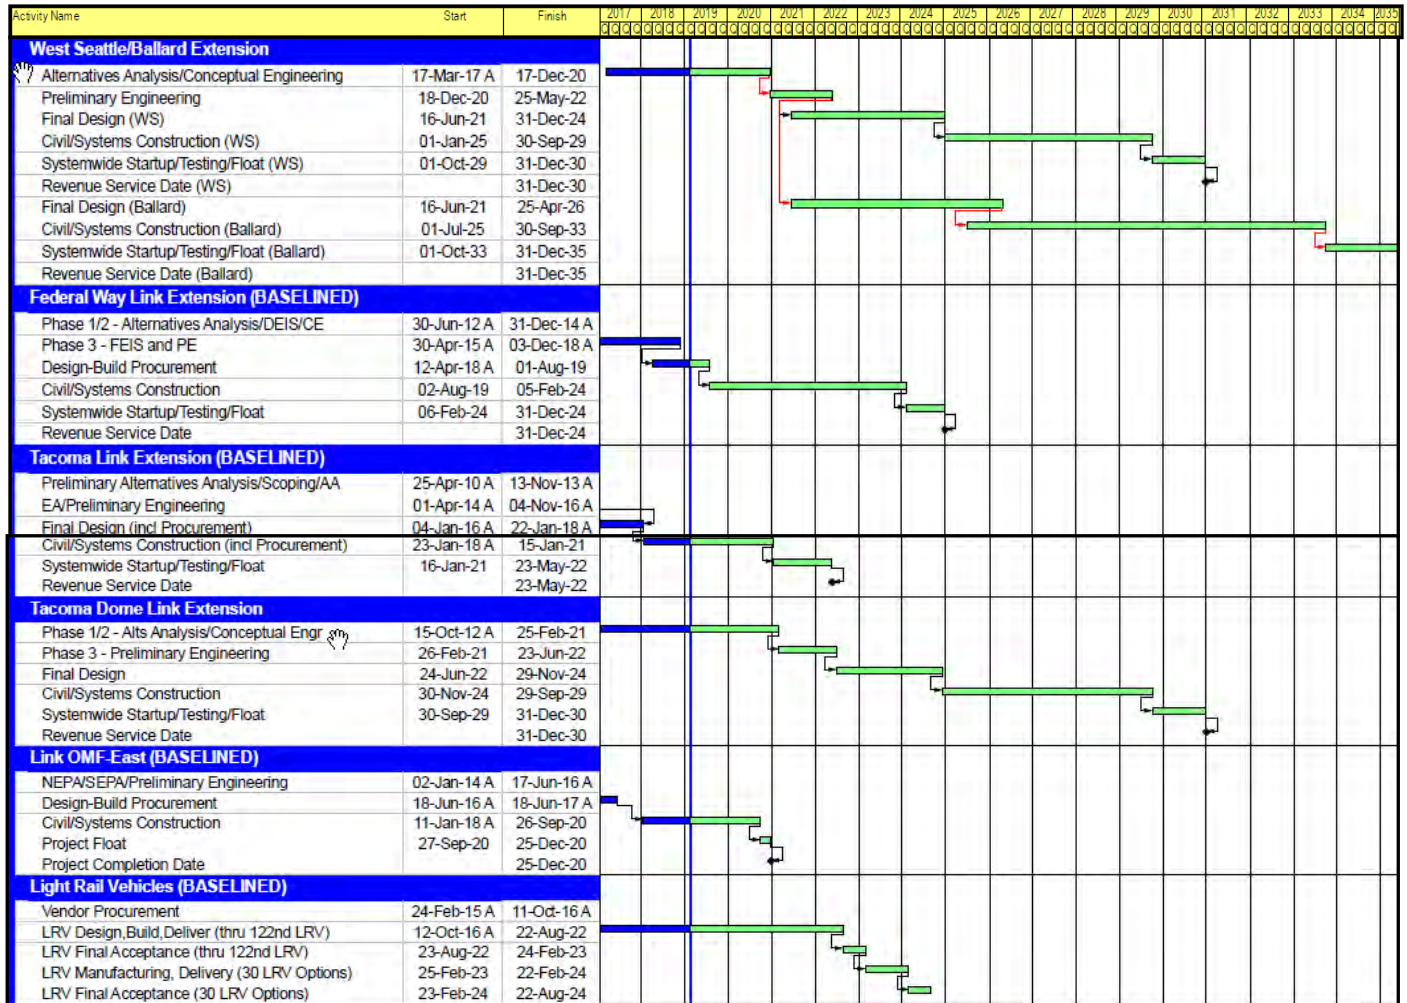 Activity Name Start Finish 2017 2018 2019 2020 2021 2022 2023 2024 2025 2026 2027 2028 2029 2030 2031 2032 2033 2034 2035
West Seattle/Ballard Extension
Alternatives Analysis/Conceptual Engineering 17-Mar-17 A 17-Dec-20
Preliminary Engineering 18-Dec-20 25-May-22
Final Design (WS) 16-Jun-21 31-Dec-24
Civil/Systems Construction (WS) 01-Jan-25 30-Sep-29
Systemwide Startup/Testing/Float (WS) 01-Oct-29 31-Dec-30
Revenue Service Date (WS) 31-Dec-30
Final Design (Ballard) 16-Jun-21 25-Apr-26
Civil/Systems Construction (Ballard) 01-Jul-25 30-Sep-33
Systemwide Startup/Testing/Float (Ballard) 01-Oct-33 31-Dec-35
Revenue Service Date (Ballard) 31-Dec-35
Federal Way Link Extension (BASELINED)
Phase 1/2 - Alternatives Analysis/DEIS/CE 30-Jun-12 A 31-Dec-14 A
Phase 3 - FEIS and PE 30-Apr-15 A 03-Dec-18 A
Design-Build Procurement 12-Apr-18 A 01-Aug-19
Civil/Systems Construction 02-Aug-19 05-Feb-24
Systemwide Startup/Testing/Float 06-Feb-24 31-Dec-24
Revenue Service Date 31-Dec-24
Tacoma Link Extension (BASELINED)
Preliminary Alternatives Analysis/Scoping/AA 25-Apr-10 A 13-Nov-13 A
EA/Preliminary Engineering 01-Apr-14 A 04-Nov-16 A
Final Design (incl Procurement) 04-Jan-16 A 22-Jan-18 A
Civil/Systems Construction (incl Procurement) 23-Jan-18 A 15-Jan-21
Systemwide Startup/Testing/Float 16-Jan-21 23-May-22
Revenue Service Date 23-May-22
Tacoma Dome Link Extension
Phase 1/2 - Alts Analysis/Conceptual Engr 15-Oct-12 A 25-Feb-21
Phase 3 - Preliminary Engineering 26-Feb-21 23-Jun-22
Final Design 24-Jun-22 29-Nov-24
Civil/Systems Construction 30-Nov-24 29-Sep-29
Systemwide Startup/Testing/Float 30-Sep-29 31-Dec-30
Revenue Service Date 31-Dec-30
Link OMF-East (BASELINED)
NEPA/SEPA/Preliminary Engineering 02-Jan-14 A 17-Jun-16 A
Design-Build Procurement 18-Jun-16 A 18-Jun-17 A
Civil/Systems Construction 11-Jan-18 A 26-Sep-20
Project Float 27-Sep-20 25-Dec-20
Project Completion Date 25-Dec-20
Light Rail Vehicles (BASELINED)
Vendor Procurement 24-Feb-15 A 11-Oct-16 A
LRV Design,Build,Deliver (thru 122nd LRV) 12-Oct-16 A 22-Aug-22
LRV Final Acceptance (thru 122nd LRV) 23-Aug-22 24-Feb-23
LRV Manufacturing, Delivery (30 LRV Options) 25-Feb-23 22-Feb-24
LRV Final Acceptance (30 LRV Options) 23-Feb-24 22-Aug-24